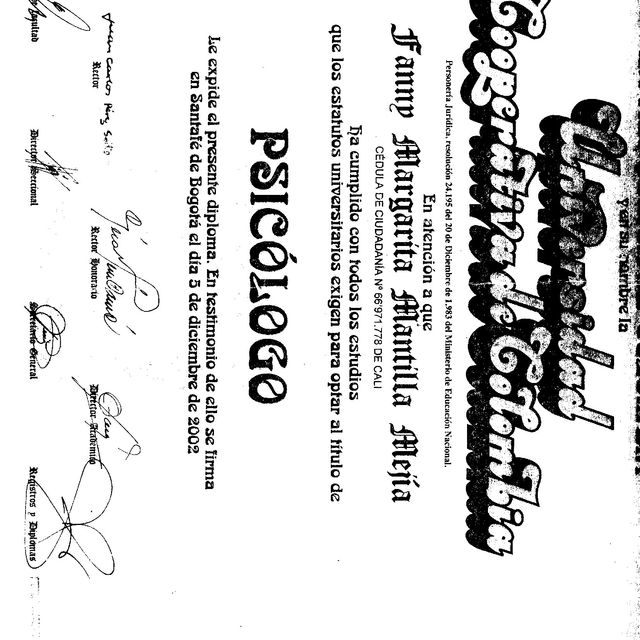 y en su nombre la
Universidad
Cooperativa de Colombia
Personería Jurídica, resolución 24.195 del 20 de Diciembre de 1.983 del Ministerio de Educación Nacional.
En atención a que
Fanny Margarita Mantilla Mejía
CÉDULA DE CIUDADANÍA Nº 66'971.778 DE CALI
ha cumplido con todos los estudios
que los estatutos universitarios exigen para optar al título de
PSICÓLOGO
Le expide el presente diploma. En testimonio de ello se firma
en Santafé de Bogotá el día 5 de diciembre de 2002
Rector
Rector Honorario
Director Académico
Director Seccional
Secretaria General
Registros y Diplomas